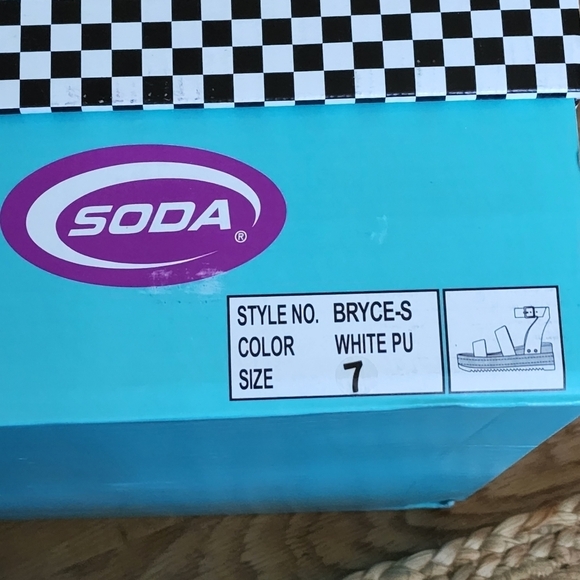 SODA®
STYLE NO. BRYCE-S
COLOR WHITE PU
SIZE 7